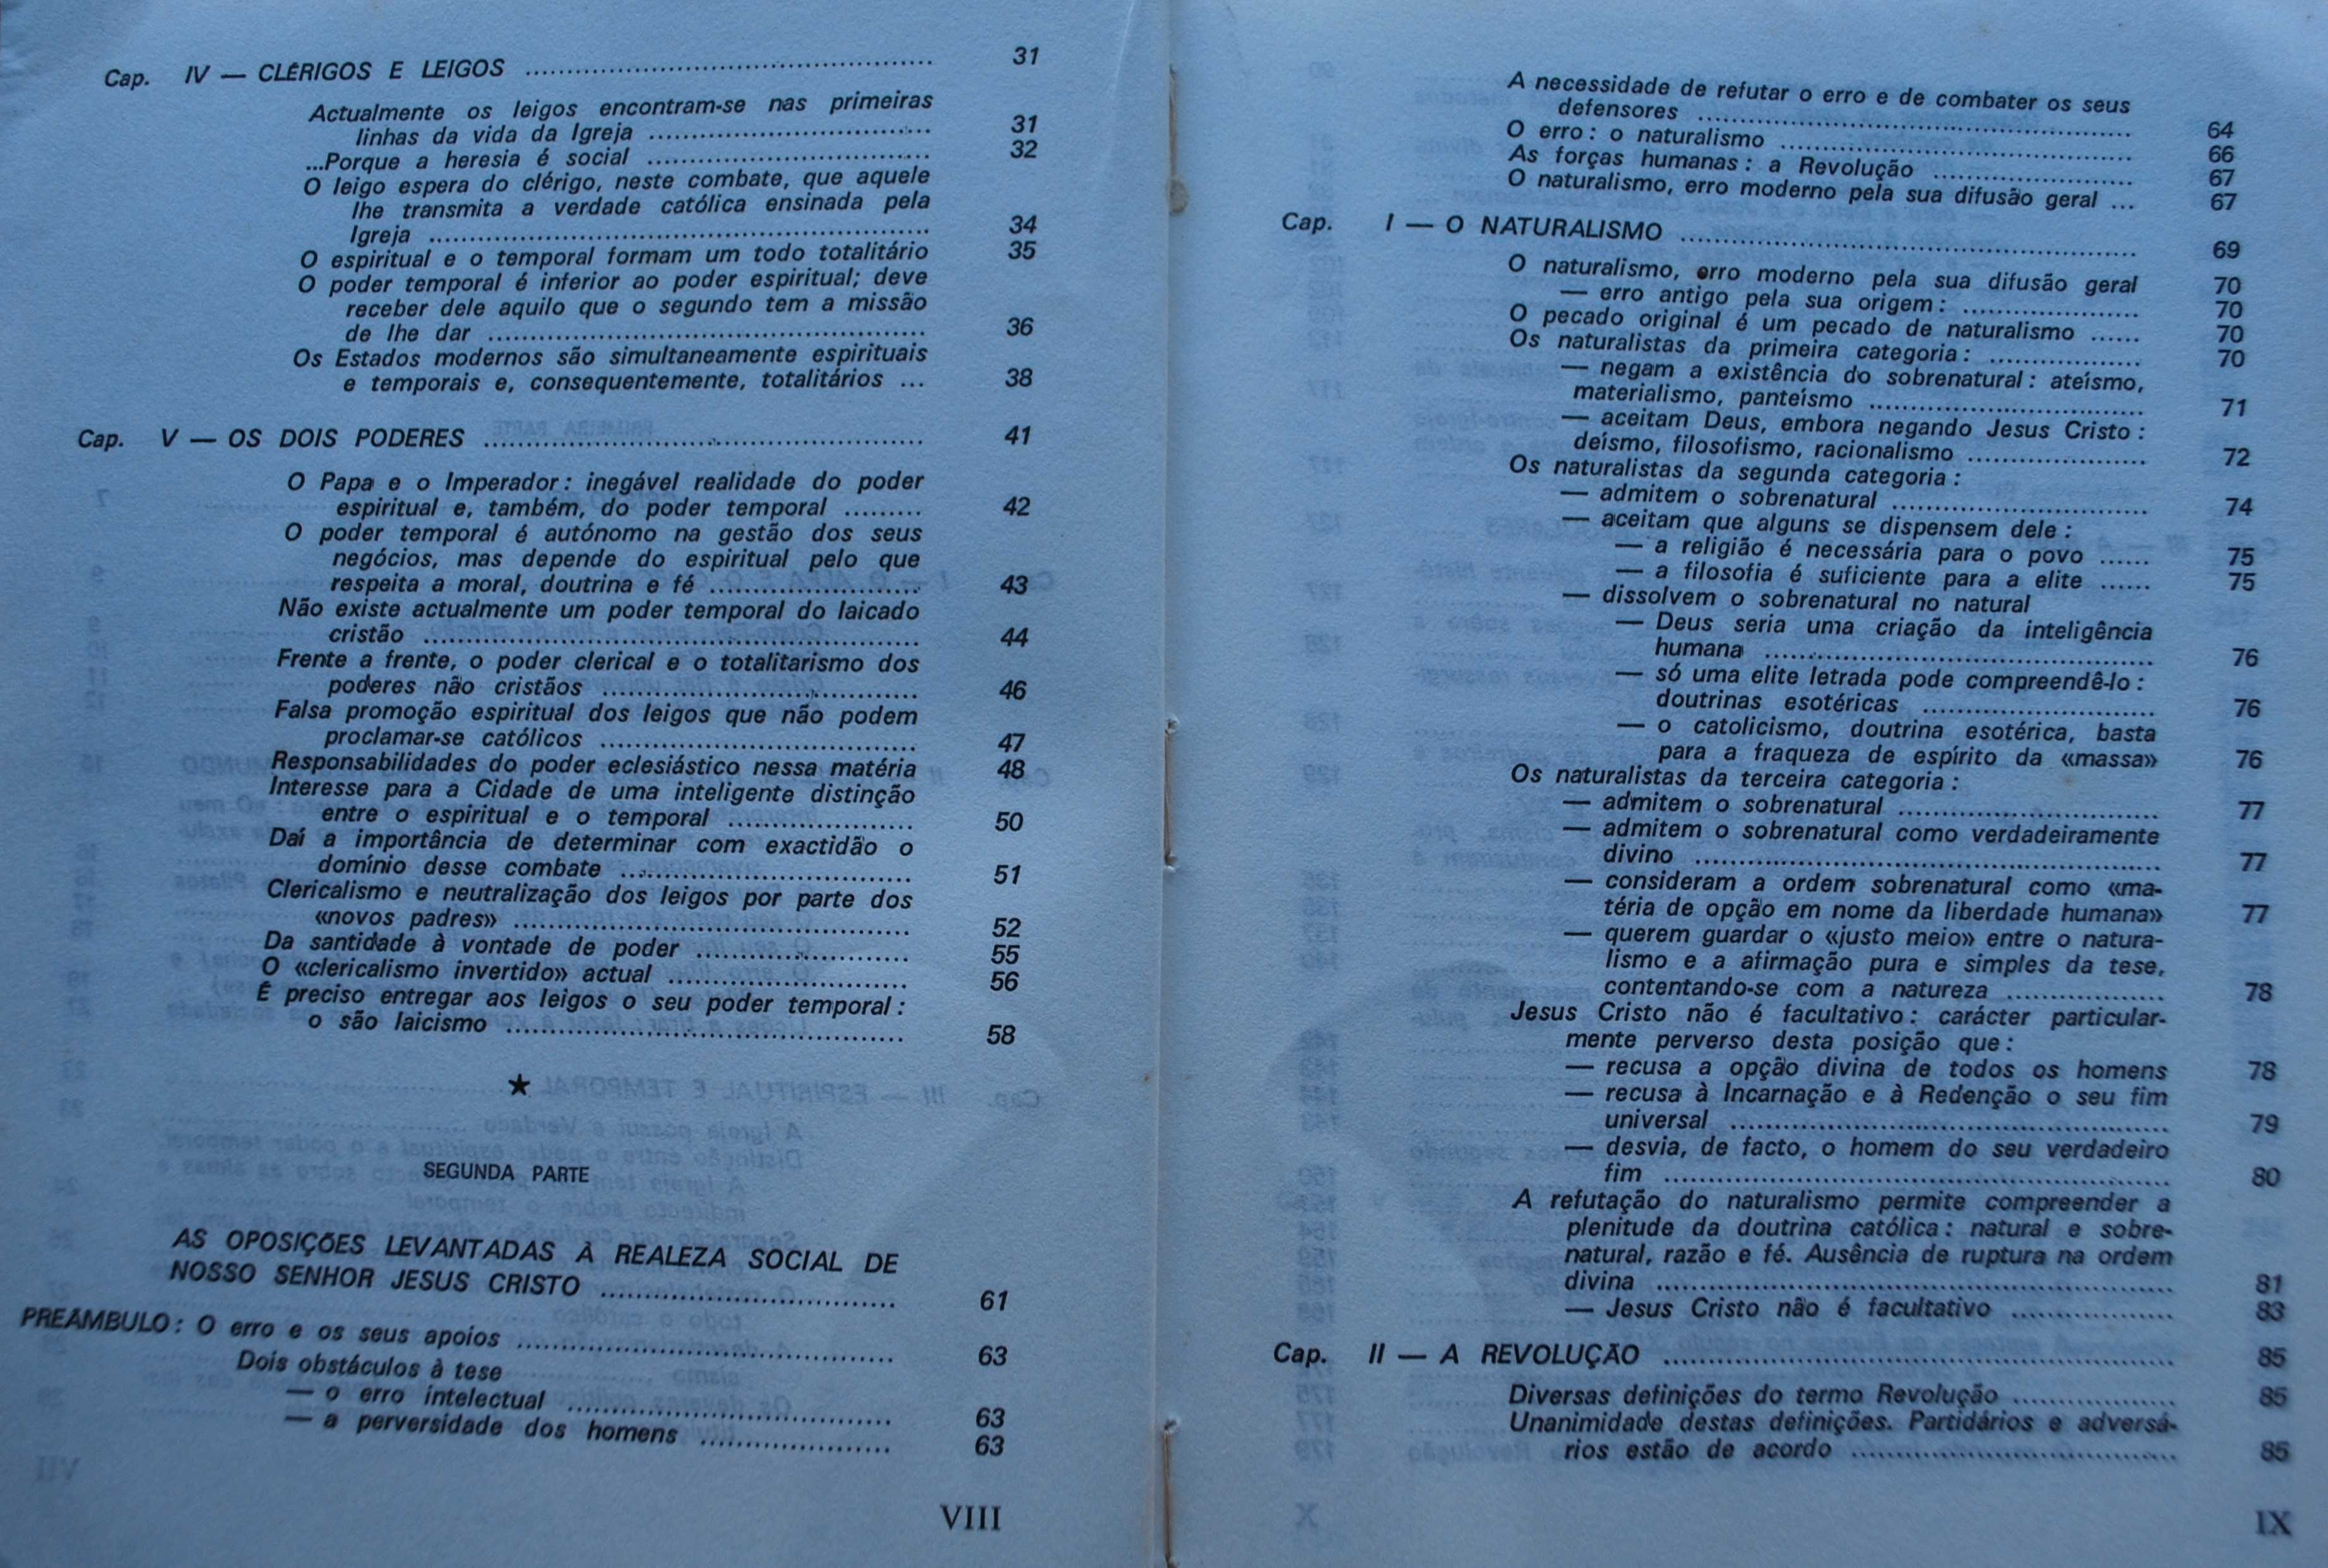 Cap. IV — CLÉRIGOS E LEIGOS ........ 31
Actualmente os leigos encontram-se nas primeiras
linhas da vida da Igreja ........ 31
...Porque a heresia é social ........ 32
O leigo espera do clérigo, neste combate, que aquele
lhe transmita a verdade católica ensinada pela
Igreja ........ 34
O espiritual e o temporal formam um todo totalitário 35
O poder temporal é inferior ao poder espiritual; deve
receber dele aquilo que o segundo tem a missão
de lhe dar ........ 36
Os Estados modernos são simultaneamente espirituais
e temporais e, consequentemente, totalitários ... 38
Cap. V — OS DOIS PODERES ........ 41
O Papa e o Imperador : inegável realidade do poder
espiritual e, também, do poder temporal ......... 42
O poder temporal é autónomo na gestão dos seus
negócios, mas depende do espiritual pelo que
respeita a moral, doutrina e fé ........ 43
Não existe actualmente um poder temporal do laicado
cristão ........ 44
Frente a frente, o poder clerical e o totalitarismo dos
poderes não cristãos ........ 46
Falsa promoção espiritual dos leigos que não podem
proclamar-se católicos ........ 47
Responsabilidades do poder eclesiástico nessa matéria 48
Interesse para a Cidade de uma inteligente distinção
entre o espiritual e o temporal ........ 50
Daí a importância de determinar com exactidão o
domínio desse combate ........ 51
Clericalismo e neutralização dos leigos por parte dos
«novos padres» ........ 52
Da santidade à vontade de poder ........ 55
O «clericalismo invertido» actual ........ 56
É preciso entregar aos leigos o seu poder temporal :
o são laicismo ........ 58
★
SEGUNDA PARTE
AS OPOSIÇÕES LEVANTADAS À REALEZA SOCIAL DE
NOSSO SENHOR JESUS CRISTO ........ 61
PREÂMBULO : O erro e os seus apoios ........ 63
Dois obstáculos à tese
— o erro intelectual ........ 63
— a perversidade dos homens ........ 63
VIII
A necessidade de refutar o erro e de combater os seus
defensores ........ 64
O erro : o naturalismo ........ 66
As forças humanas : a Revolução ........ 67
O naturalismo, erro moderno pela sua difusão geral ... 67
Cap. I — O NATURALISMO ........ 69
O naturalismo, erro moderno pela sua difusão geral 70
— erro antigo pela sua origem : ........ 70
O pecado original é um pecado de naturalismo ...... 70
Os naturalistas da primeira categoria : ........ 70
— negam a existência do sobrenatural : ateísmo,
materialismo, panteísmo ........ 71
— aceitam Deus, embora negando Jesus Cristo :
deísmo, filosofismo, racionalismo ........ 72
Os naturalistas da segunda categoria :
— admitem o sobrenatural ........ 74
— aceitam que alguns se dispensem dele :
— a religião é necessária para o povo ...... 75
— a filosofia é suficiente para a elite ...... 75
— dissolvem o sobrenatural no natural
— Deus seria uma criação da inteligência
humana ........ 76
— só uma elite letrada pode compreendê-lo :
doutrinas esotéricas ........ 76
— o catolicismo, doutrina esotérica, basta
para a fraqueza de espírito da «massa» 76
Os naturalistas da terceira categoria :
— admitem o sobrenatural ........ 77
— admitem o sobrenatural como verdadeiramente
divino ........ 77
— consideram a ordem sobrenatural como «ma-
téria de opção em nome da liberdade humana» 77
— querem guardar o «justo meio» entre o natura-
lismo e a afirmação pura e simples da tese,
contentando-se com a natureza ........ 78
Jesus Cristo não é facultativo : carácter particular-
mente perverso desta posição que :
— recusa a opção divina de todos os homens 78
— recusa à Incarnação e à Redenção o seu fim
universal ........ 79
— desvia, de facto, o homem do seu verdadeiro
fim ........ 80
A refutação do naturalismo permite compreender a
plenitude da doutrina católica : natural e sobre-
natural, razão e fé. Ausência de ruptura na ordem
divina ........ 81
— Jesus Cristo não é facultativo ........ 83
Cap. II — A REVOLUÇÃO ........ 85
Diversas definições do termo Revolução ........ 85
Unanimidade destas definições. Partidários e adversá-
rios estão de acordo ........ 85
IX